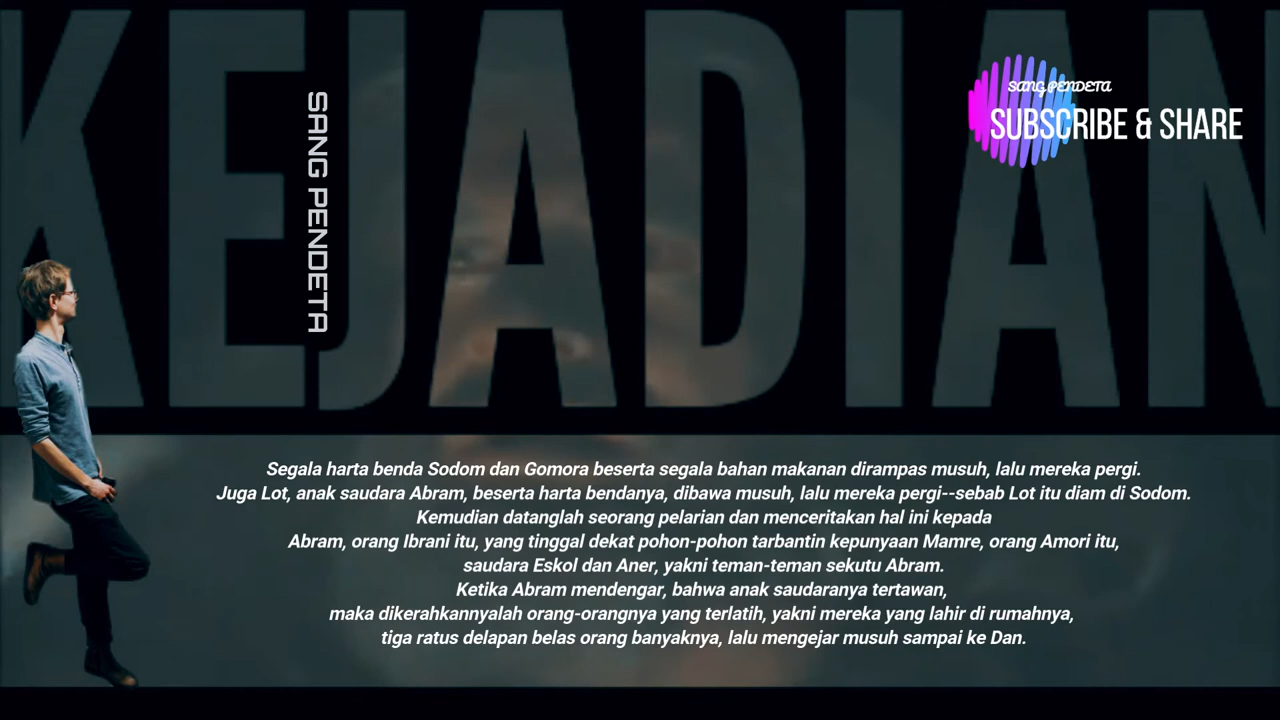 KEJADIAN
SANG PENDETA
SANG PENDETA
SUBSCRIBE & SHARE
Segala harta benda Sodom dan Gomora beserta segala bahan makanan dirampas musuh, lalu mereka pergi.
Juga Lot, anak saudara Abram, beserta harta bendanya, dibawa musuh, lalu mereka pergi--sebab Lot itu diam di Sodom.
Kemudian datanglah seorang pelarian dan menceritakan hal ini kepada
Abram, orang Ibrani itu, yang tinggal dekat pohon-pohon tarbantin kepunyaan Mamre, orang Amori itu,
saudara Eskol dan Aner, yakni teman-teman sekutu Abram.
Ketika Abram mendengar, bahwa anak saudaranya tertawan,
maka dikerahkannyalah orang-orangnya yang terlatih, yakni mereka yang lahir di rumahnya,
tiga ratus delapan belas orang banyaknya, lalu mengejar musuh sampai ke Dan.